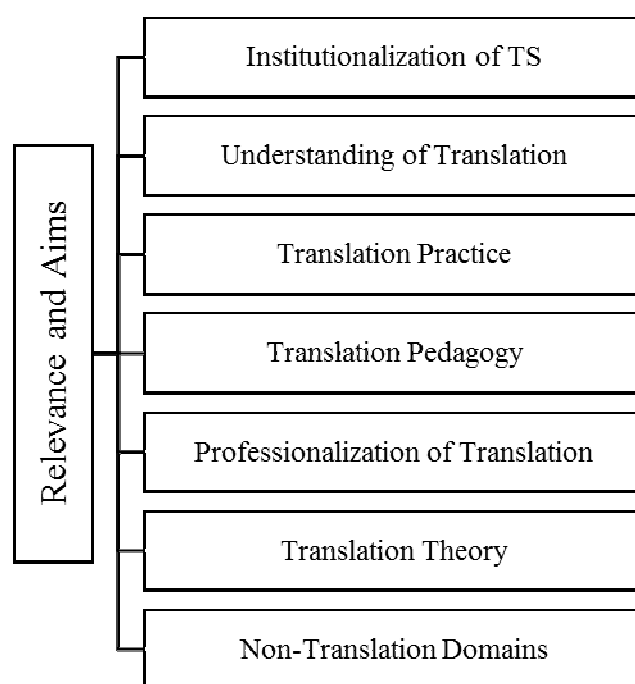 Relevance and Aims
Institutionalization of TS
Understanding of Translation
Translation Practice
Translation Pedagogy
Professionalization of Translation
Translation Theory
Non-Translation Domains